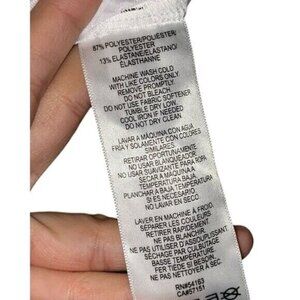 87% POLYESTER/POLIESTER/
POLYESTER
13% ELASTANE/ELASTANO/
ELASTHANNE
MACHINE WASH COLD
WITH LIKE COLORS ONLY
REMOVE PROMPTLY
DO NOT BLEACH
DO NOT USE FABRIC SOFTENER
TUMBLE DRY LOW
COOL IRON IF NEEDED
DO NOT DRY CLEAN
LAVAR A MÁQUINA CON AGUA
FRÍA Y SOLAMENTE CON COLORES
SIMILARES
RETIRAR PRONTAMENTE
NO USAR BLANQUEADOR
NO USAR SUAVIZANTE PARA ROPA
SECAR A MÁQUINA A
TEMPERATURA BAJA
PLANCHAR A TEMPERATURA BAJA
SI ES NECESARIO
NO LAVAR EN SECO
LAVER EN MACHINE À FROID
SÉPARER LES COULEURS
RETIRER RAPIDEMENT
NE PAS BLANCHIR
NE PAS UTILISER D'ASSOUPLISSANT
SÉCHAGE PAR CULBUTAGE
BASSE TEMPÉRATURE
FER TIÈDE SI NÉCESSAIRE
NE PAS NETTOYER À SEC
RN#54163
CA#57151